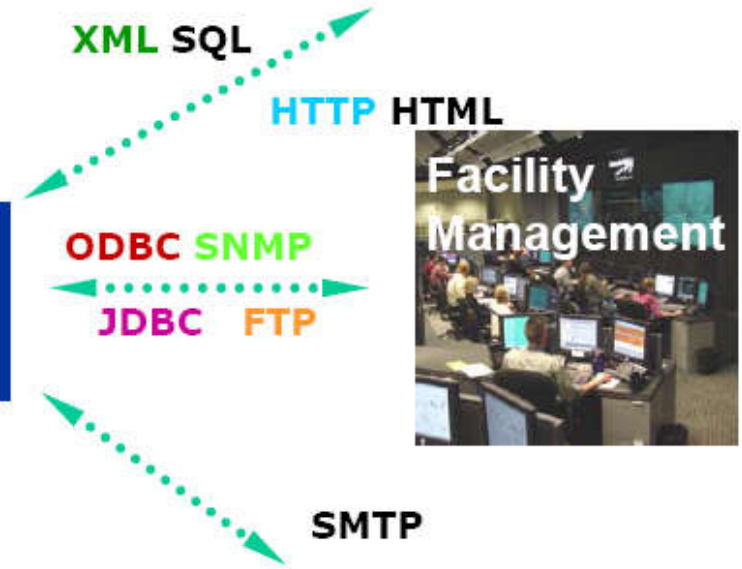 XML SQL
HTTP HTML
Facility
Management
ODBC SNMP
JDBC FTP
SMTP